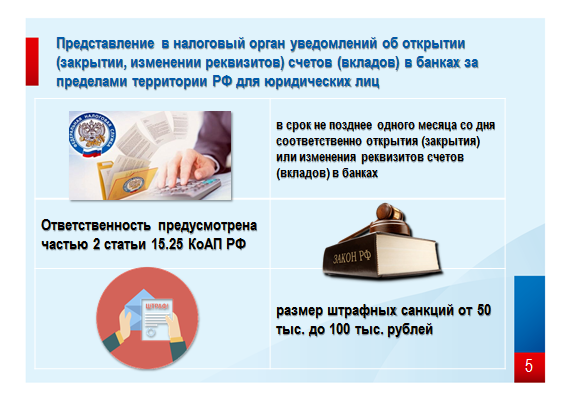 Представление в налоговый орган уведомлений об открытии
(закрытии, изменении реквизитов) счетов (вкладов) в банках за
пределами территории РФ для юридических лиц
в срок не позднее одного месяца со дня
соответственно открытия (закрытия)
или изменения реквизитов счетов
(вкладов) в банках
Ответственность предусмотрена
частью 2 статьи 15.25 КоАП РФ
ЗАКОН РФ
ШТРАФ!
размер штрафных санкций от 50
тыс. до 100 тыс. рублей
5